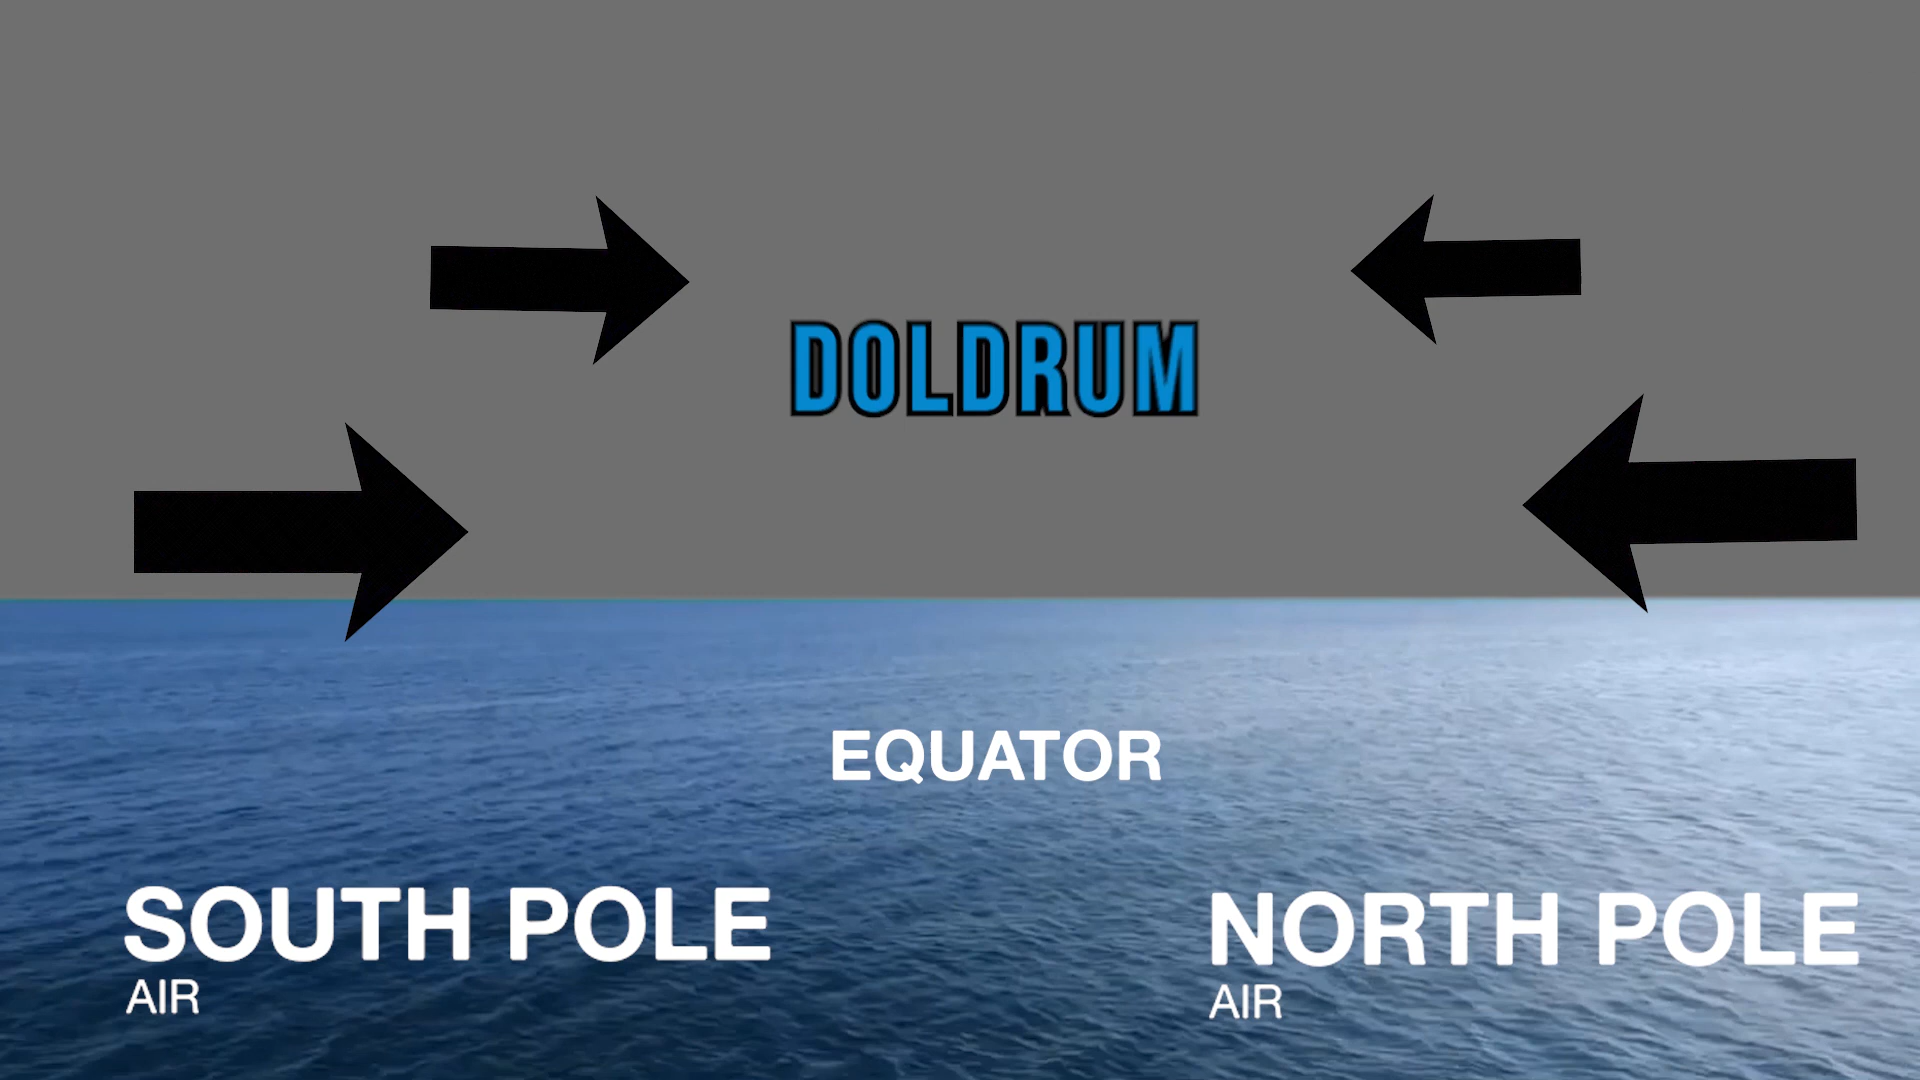 DOLDRUM
EQUATOR
SOUTH POLE
AIR
NORTH POLE
AIR